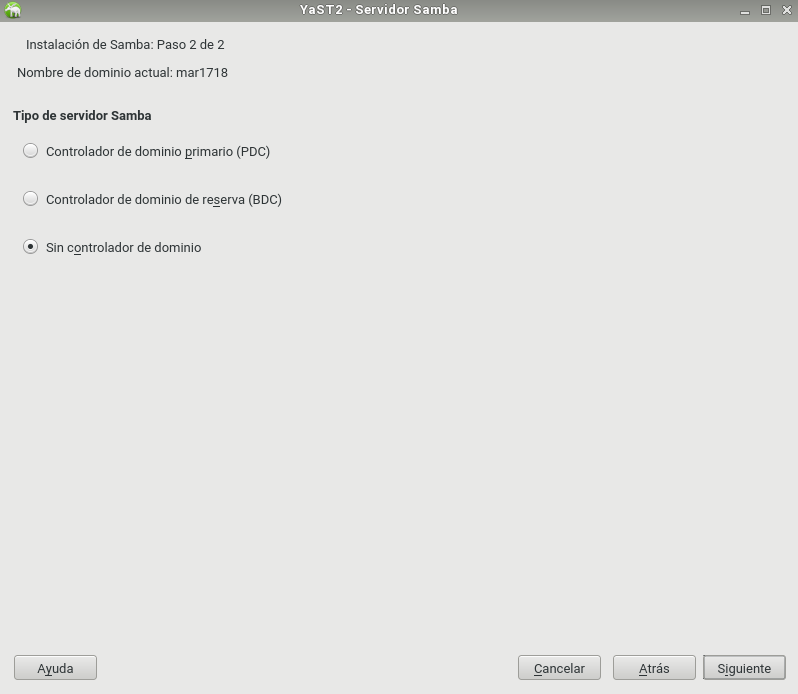 YaST2 - Servidor Samba
Instalación de Samba: Paso 2 de 2
Nombre de dominio actual: mar1718
Tipo de servidor Samba
Controlador de dominio primario (PDC)
Controlador de dominio de reserva (BDC)
Sin controlador de dominio
Ayuda Cancelar Atrás Siguiente